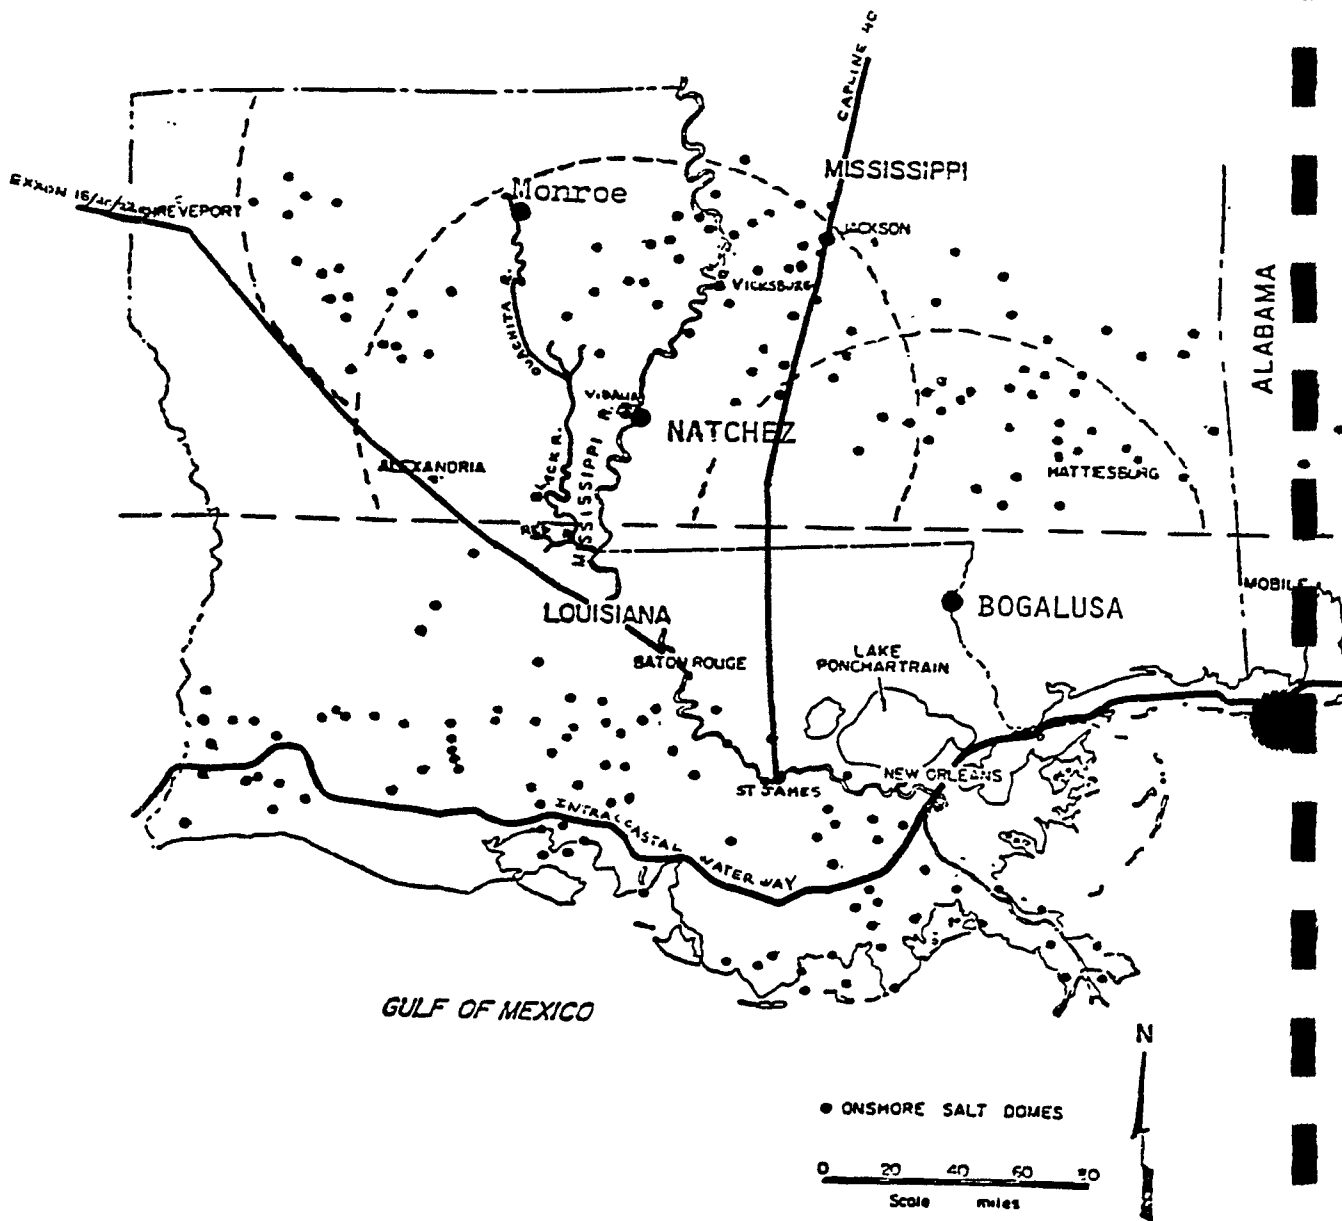 CAPLINE 40
MISSISSIPPI
Monroe
JACKSON
VICKSBURG
OUACHITA R.
ALABAMA
VIDALIA
NATCHEZ
ALEXANDRIA
BLACK R.
MISSISSIPPI R.
HATTIESBURG
RED R.
MOBILE
LOUISIANA
BOGALUSA
BATON ROUGE
LAKE
PONCHARTRAIN
NEW ORLEANS
ST JAMES
INTRACOASTAL WATER WAY
GULF OF MEXICO
N
ONSHORE SALT DOMES
0 20 40 60 80
Scale miles